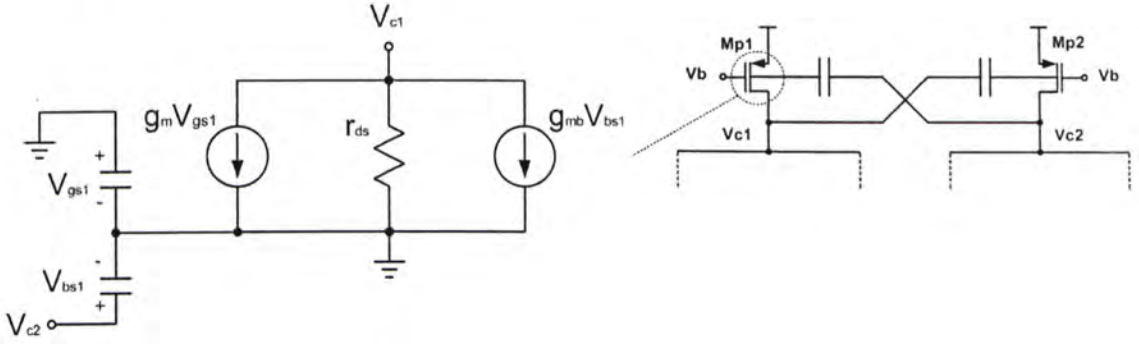 Vc1
gmVgs1
rds
gmbVbs1
+
Vgs1
-
-
Vbs1
+
Vc2
Mp1
Mp2
Vb
Vb
Vc1
Vc2